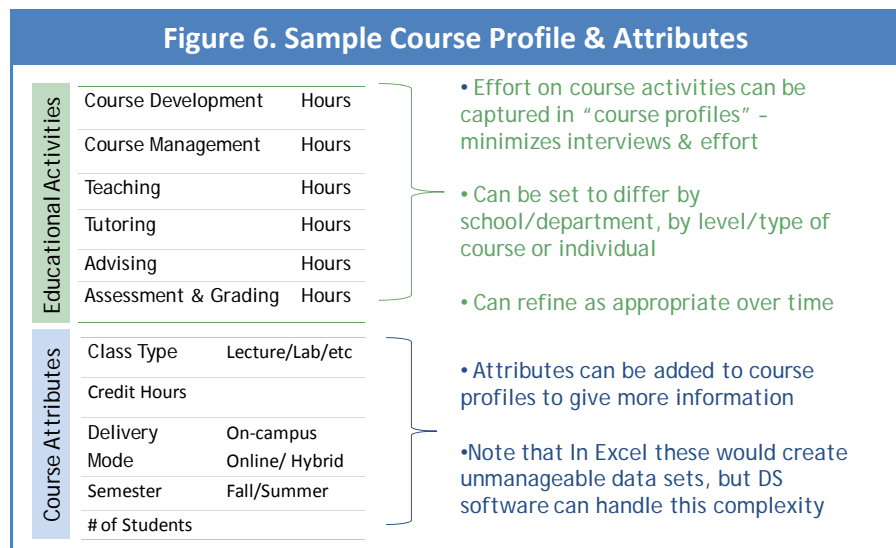 Figure 6. Sample Course Profile & Attributes
Educational Activities
Course Development Hours
Course Management Hours
Teaching Hours
Tutoring Hours
Advising Hours
Assessment & Grading Hours
• Effort on course activities can be
captured in “course profiles” –
minimizes interviews & effort
• Can be set to differ by
school/department, by level/type of
course or individual
• Can refine as appropriate over time
Course Attributes
Class Type Lecture/Lab/etc
Credit Hours
Delivery On-campus
Mode Online/ Hybrid
Semester Fall/Summer
# of Students
• Attributes can be added to course
profiles to give more information
•Note that In Excel these would create
unmanageable data sets, but DS
software can handle this complexity